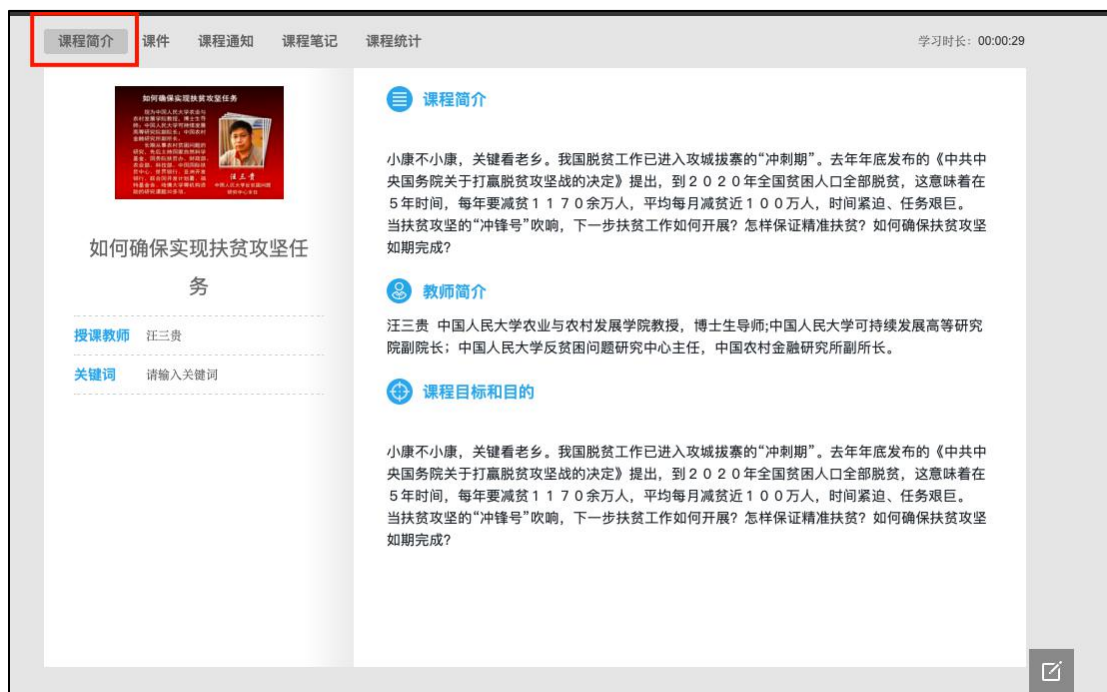 课程简介 课件 课程通知 课程笔记 课程统计 学习时长：00:00:29
如何确保实现扶贫攻坚任务
汪三贵
如何确保实现扶贫攻坚任
务
授课教师 汪三贵
关键词 请输入关键词
课程简介
小康不小康，关键看老乡。我国脱贫工作已进入攻城拔寨的“冲刺期”。去年年底发布的《中共中
央国务院关于打赢脱贫攻坚战的决定》提出，到２０２０年全国贫困人口全部脱贫，这意味着在
５年时间，每年要减贫１１７０余万人，平均每月减贫近１００万人，时间紧迫、任务艰巨。
当扶贫攻坚的“冲锋号”吹响，下一步扶贫工作如何开展？怎样保证精准扶贫？如何确保扶贫攻坚
如期完成？
教师简介
汪三贵 中国人民大学农业与农村发展学院教授，博士生导师;中国人民大学可持续发展高等研究
院副院长；中国人民大学反贫困问题研究中心主任，中国农村金融研究所副所长。
课程目标和目的
小康不小康，关键看老乡。我国脱贫工作已进入攻城拔寨的“冲刺期”。去年年底发布的《中共中
央国务院关于打赢脱贫攻坚战的决定》提出，到２０２０年全国贫困人口全部脱贫，这意味着在
５年时间，每年要减贫１１７０余万人，平均每月减贫近１００万人，时间紧迫、任务艰巨。
当扶贫攻坚的“冲锋号”吹响，下一步扶贫工作如何开展？怎样保证精准扶贫？如何确保扶贫攻坚
如期完成？